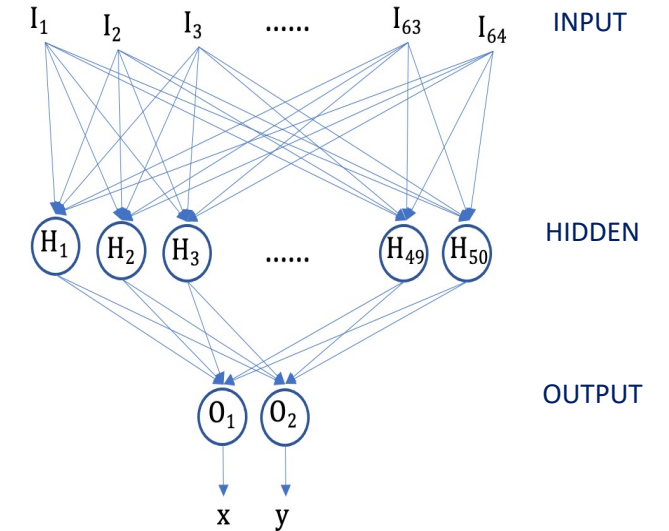 I₁ I₂ I₃ ...... I₆₃ I₆₄ INPUT
H₁ H₂ H₃ ...... H₄₉ H₅₀ HIDDEN
O₁ O₂ OUTPUT
x y